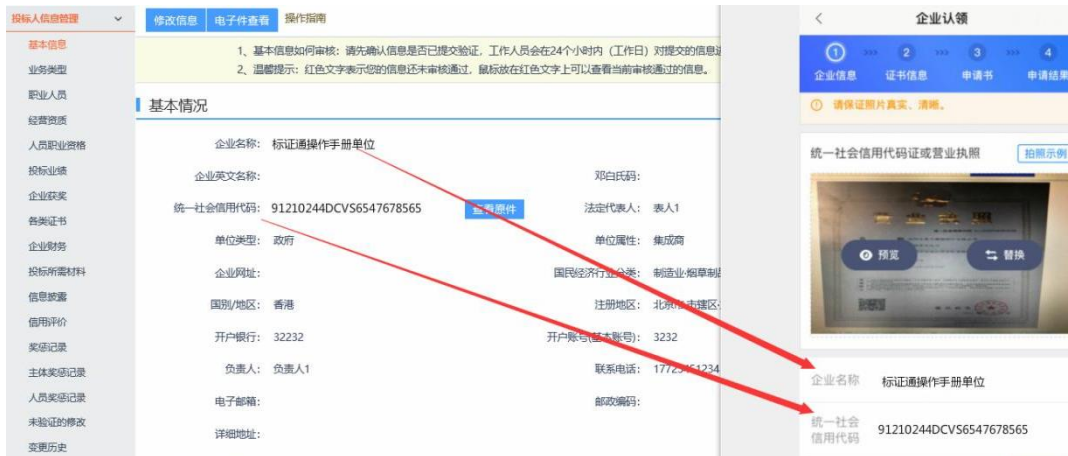 投标人信息管理
基本信息
业务类型
职业人员
经营资质
人员职业资格
投标业绩
企业获奖
各类证书
企业财务
投标所需材料
信息披露
信用评价
奖惩记录
主体奖惩记录
人员奖惩记录
未验证的修改
变更历史
修改信息 电子件查看 操作指南
1、基本信息如何审核：请先确认信息是否已提交验证，工作人员会在24个小时内（工作日）对提交的信息
2、温馨提示：红色文字表示您的信息还未审核通过，鼠标放在红色文字上可以查看当前审核通过的信息。
基本情况
企业名称： 标证通操作手册单位
企业英文名称： 邓白氏码：
统一社会信用代码： 91210244DCVS6547678565 查看原件 法定代表人： 表人1
单位类型： 政府 单位属性： 集成商
企业网址： 国民经济行业分类： 制造业·烟草制品
国别/地区： 香港 注册地区： 北京市·市辖区·
开户银行： 32232 开户账号(基本账号)： 3232
负责人： 负责人1 联系电话： 17723451234
电子邮箱： 邮政编码：
详细地址：
企业认领
1 >>> 2 >>> 3 >>> 4
企业信息 证书信息 申请书 申请结果
请保证照片真实、清晰。
统一社会信用代码证或营业执照 拍照示例
营业执照
预览 替换
企业名称 标证通操作手册单位
统一社会
信用代码 91210244DCVS6547678565